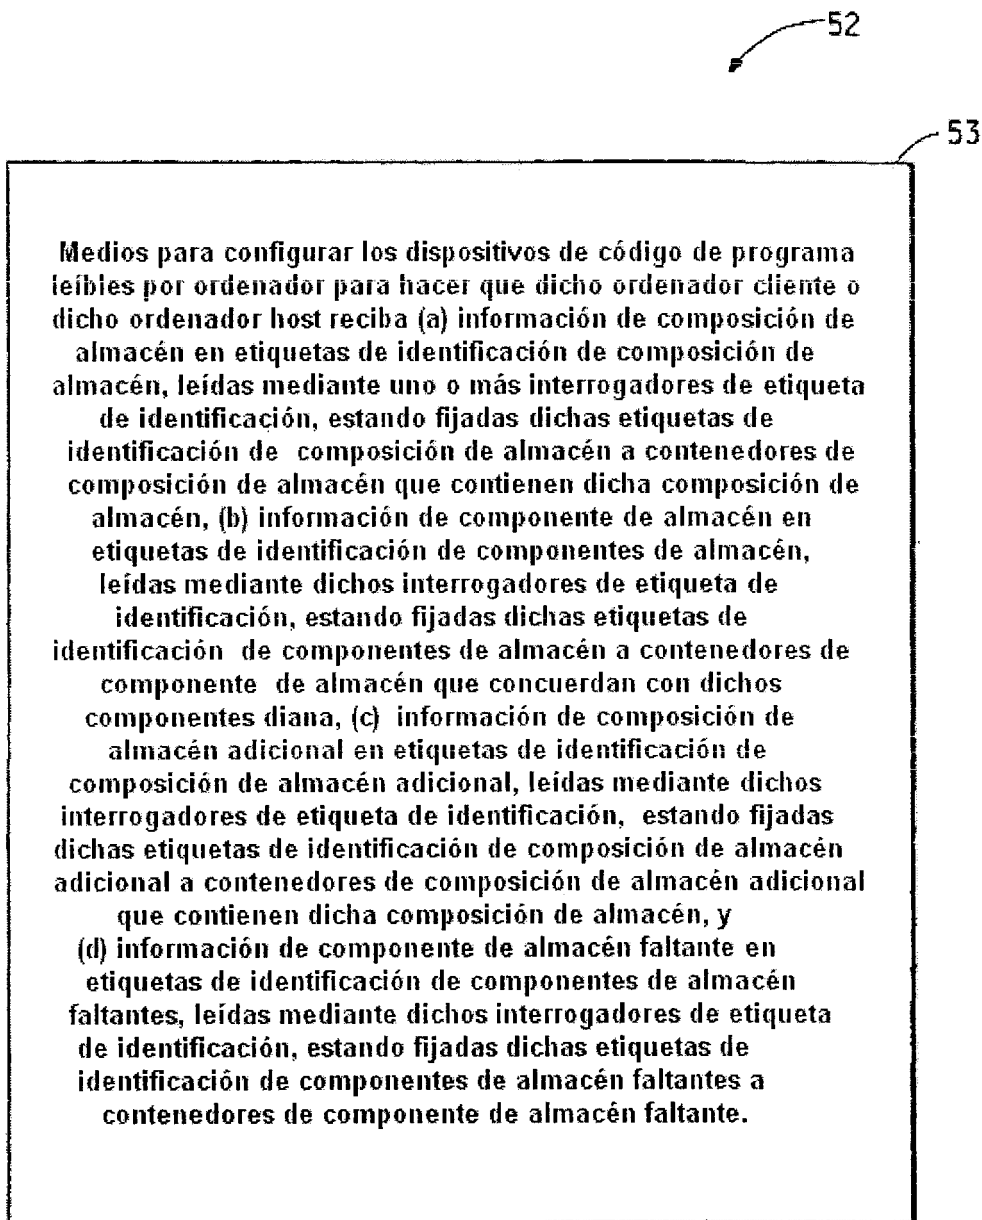 52
53
Medios para configurar los dispositivos de código de programa
leíbles por ordenador para hacer que dicho ordenador cliente o
dicho ordenador host reciba (a) información de composición de
almacén en etiquetas de identificación de composición de
almacén, leídas mediante uno o más interrogadores de etiqueta
de identificación, estando fijadas dichas etiquetas de
identificación de composición de almacén a contenedores de
composición de almacén que contienen dicha composición de
almacén, (b) información de componente de almacén en
etiquetas de identificación de componentes de almacén,
leídas mediante dichos interrogadores de etiqueta de
identificación, estando fijadas dichas etiquetas de
identificación de componentes de almacén a contenedores de
componente de almacén que concuerdan con dichos
componentes diana, (c) información de composición de
almacén adicional en etiquetas de identificación de
composición de almacén adicional, leídas mediante dichos
interrogadores de etiqueta de identificación, estando fijadas
dichas etiquetas de identificación de composición de almacén
adicional a contenedores de composición de almacén adicional
que contienen dicha composición de almacén, y
(d) información de componente de almacén faltante en
etiquetas de identificación de componentes de almacén
faltantes, leídas mediante dichos interrogadores de etiqueta
de identificación, estando fijadas dichas etiquetas de
identificación de componentes de almacén faltantes a
contenedores de componente de almacén faltante.